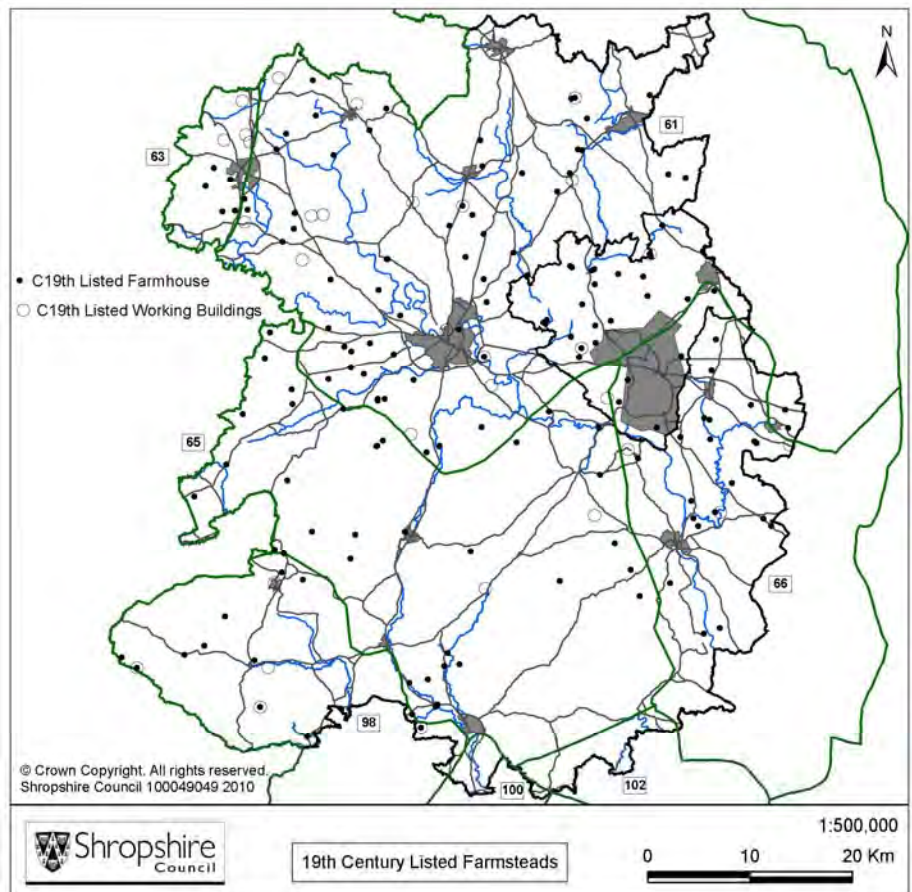 N
61
63
• C19th Listed Farmhouse
○ C19th Listed Working Buildings
65
66
98
© Crown Copyright. All rights reserved.
Shropshire Council 100049049 2010
100
102
Shropshire
Council
19th Century Listed Farmsteads
1:500,000
0 10 20 Km